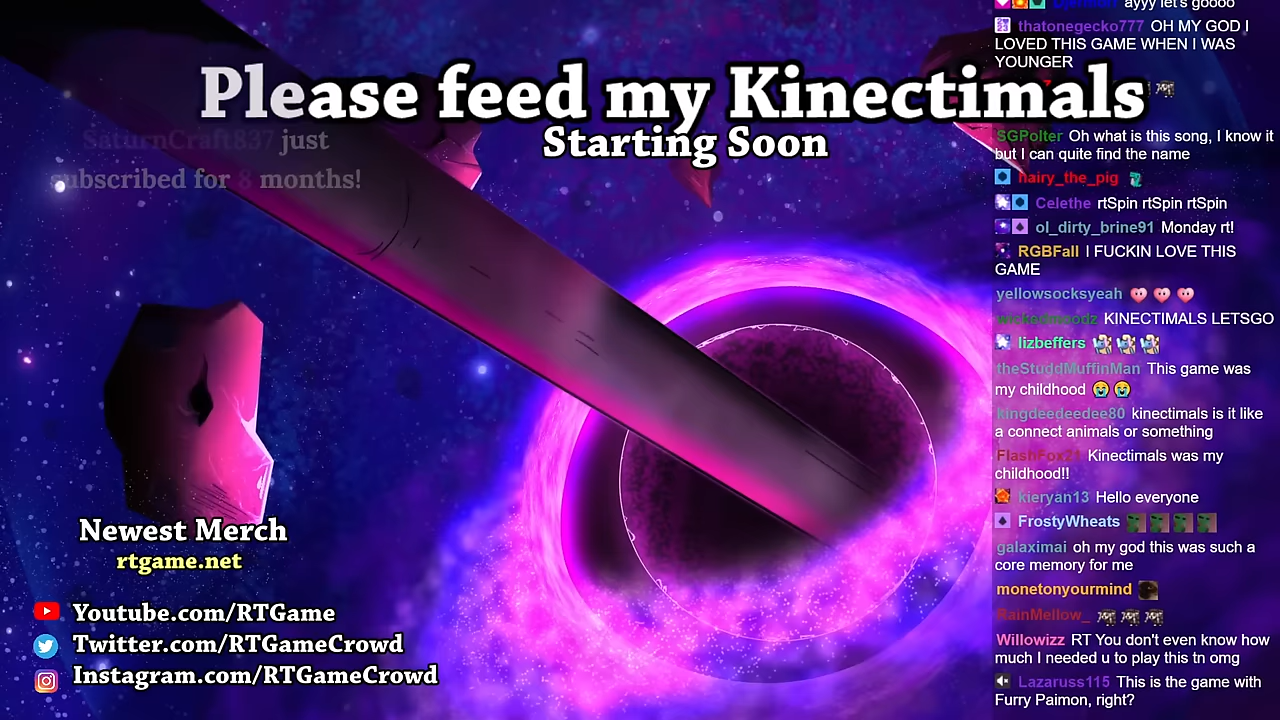 Please feed my Kinectimals
Starting Soon
SaturnCraft837 just
subscribed for 8 months!
Newest Merch
rtgame.net
Youtube.com/RTGame
Twitter.com/RTGameCrowd
Instagram.com/RTGameCrowd
ayyy let's goooo
thatonegecko777 OH MY GOD I
LOVED THIS GAME WHEN I WAS
YOUNGER
SGPolter Oh what is this song, I know it
but I can quite find the name
hairy_the_pig
Celethe rtSpin rtSpin rtSpin
ol_dirty_brine91 Monday rt!
RGBFall I FUCKIN LOVE THIS
GAME
yellowsocksyeah
KINECTIMALS LETSGO
lizbeffers
theStuddMuffinMan This game was
my childhood
kingdeedeedee80 kinectimals is it like
a connect animals or something
FlashFox21 Kinectimals was my
childhood!!
kieryan13 Hello everyone
FrostyWheats
galaximai oh my god this was such a
core memory for me
monetonyourmind
RainMellow_
Willowizz RT You don't even know how
much I needed u to play this tn omg
Lazaruss115 This is the game with
Furry Paimon, right?